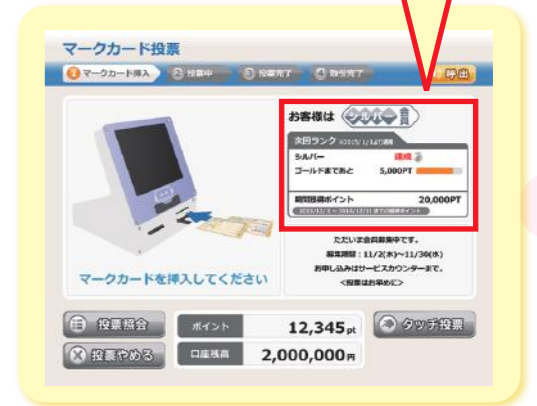 マークカード投票
1 マークカード挿入 2 投票中 3 投票完了 4 取引完了 呼出
お客様は シルバー会員
次回ランク
シルバー 達成
ゴールドまであと 5,000PT
期間獲得ポイント 20,000PT
ただいま会員募集中です。
募集期間:11/2(水)~11/30(水)
お申し込みはサービスカウンターまで。
<投票はお早めに>
マークカードを挿入してください
投票照会 ポイント 12,345pt タッチ投票
投票やめる 口座残高 2,000,000円